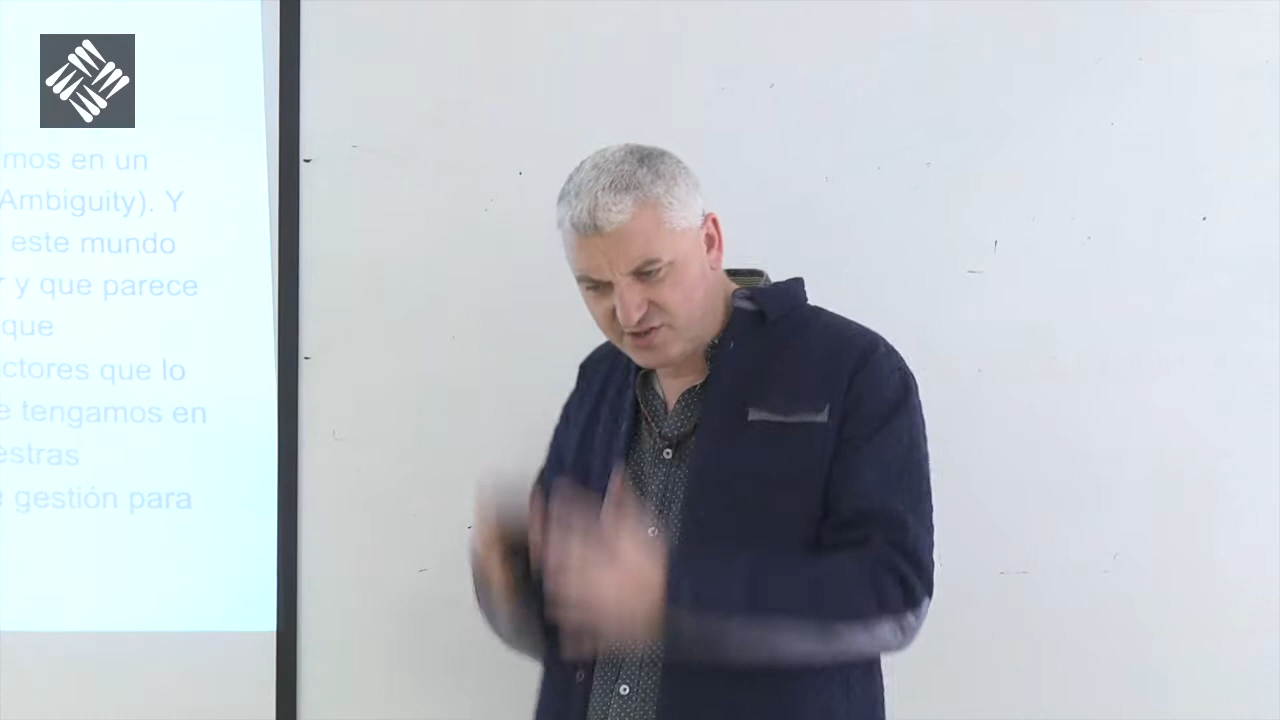 mos en un
Ambiguity). Y
este mundo
r y que parece
que
ctores que lo
e tengamos en
estras
e gestión para